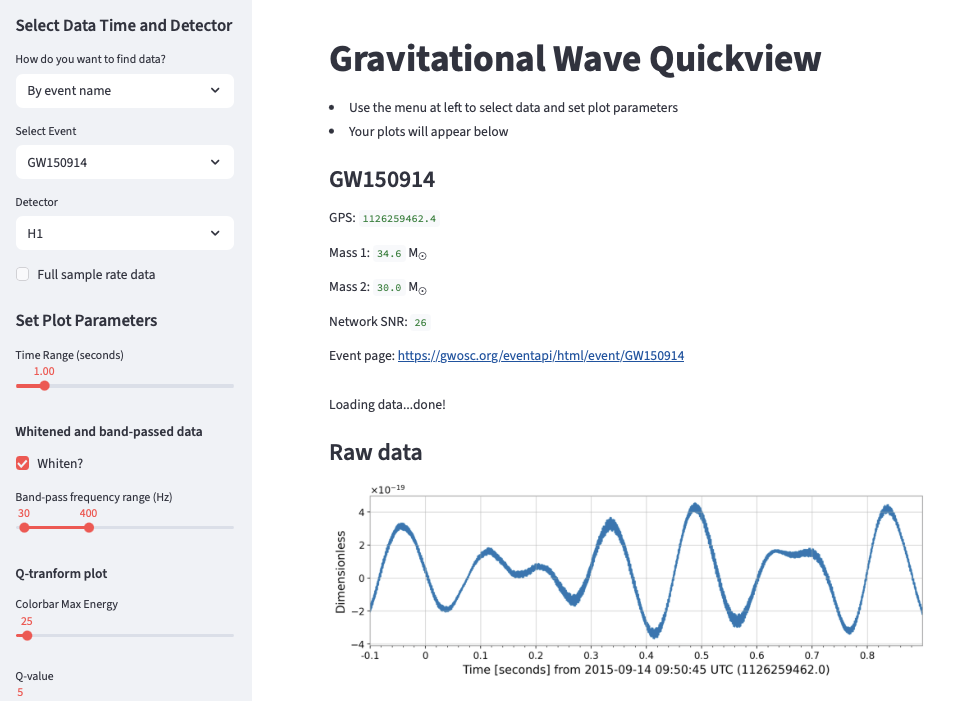 Select Data Time and Detector
How do you want to find data?
By event name
Select Event
GW150914
Detector
H1
Full sample rate data
Set Plot Parameters
Time Range (seconds)
1.00
Whitened and band-passed data
Whiten?
Band-pass frequency range (Hz)
30 400
Q-tranform plot
Colorbar Max Energy
25
Q-value
5
Gravitational Wave Quickview
• Use the menu at left to select data and set plot parameters
• Your plots will appear below
GW150914
GPS: 1126259462.4
Mass 1: 34.6 M☉
Mass 2: 30.0 M☉
Network SNR: 26
Event page: https://gwosc.org/eventapi/html/event/GW150914
Loading data...done!
Raw data
×10⁻¹⁹
Dimensionless
4
2
0
−2
−4
-0.1 0 0.1 0.2 0.3 0.4 0.5 0.6 0.7 0.8
Time [seconds] from 2015-09-14 09:50:45 UTC (1126259462.0)